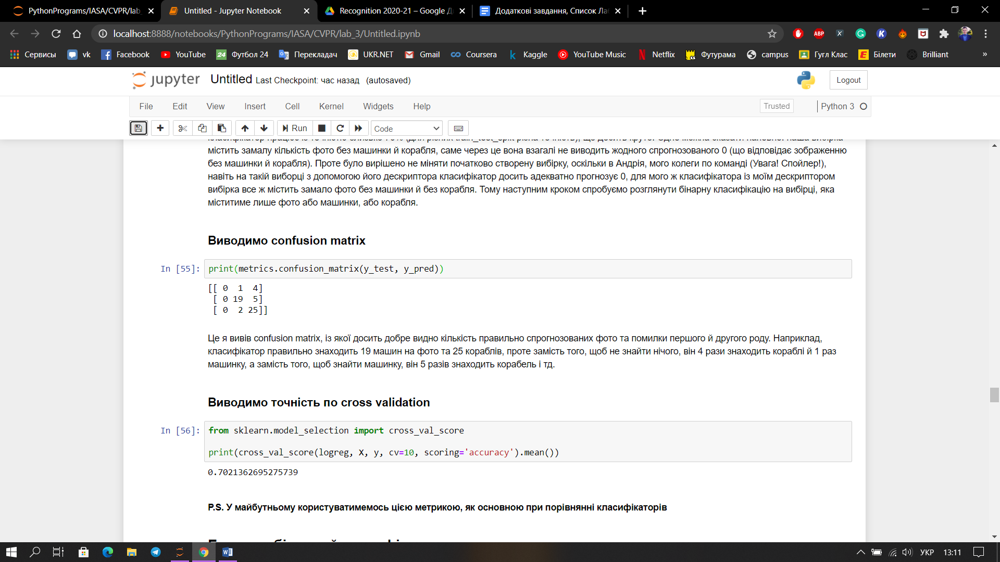 PythonPrograms/IASA/CVPR/lab_
Untitled - Jupyter Notebook
Recognition 2020-21 – Google Д
Додаткові завдання, Список Лаб
localhost:8888/notebooks/PythonPrograms/IASA/CVPR/lab_3/Untitled.ipynb
ABP
Сервисы vk Facebook YouTube 24 Футбол 24 Перекладач UKR.NET Gmail Coursera Kaggle YouTube Music Netflix Футурама campus Гугл Клас Білети Brilliant »
jupyter Untitled Last Checkpoint: час назад (autosaved)
Logout
File Edit View Insert Cell Kernel Widgets Help
Trusted Python 3
Run Code
містить замалу кількість фото без машинки й корабля, саме через це вона взагалі не виводить жодного спрогнозованого 0 (що відповідає зображенню
без машинки й корабля). Проте було вирішено не міняти початково створену вибірку, оскільки в Андрія, мого колеги по команді (Увага! Спойлер!),
навіть на такій виборці з допомогою його дескриптора класифікатор досить адекватно прогнозує 0, для мого ж класифікатора із моїм дескриптором
вибірка все ж містить замало фото без машинки й без корабля. Тому наступним кроком спробуємо розглянути бінарну класифікацію на вибірці, яка
міститиме лише фото або машинки, або корабля.
Виводимо confusion matrix
In [55]: print(metrics.confusion_matrix(y_test, y_pred))
[[ 0 1 4]
[ 0 19 5]
[ 0 2 25]]
Це я вивів confusion matrix, із якої досить добре видно кількість правильно спрогнозованих фото та помилки першого й другого роду. Наприклад,
класифікатор правильно знаходить 19 машин на фото та 25 кораблів, проте замість того, щоб не знайти нічого, він 4 рази знаходить кораблі й 1 раз
машинку, а замість того, щоб знайти машинку, він 5 разів знаходить корабель і тд.
Виводимо точність по cross validation
In [56]: from sklearn.model_selection import cross_val_score
print(cross_val_score(logreg, X, y, cv=10, scoring='accuracy').mean())
0.7021362695275739
P.S. У майбутньому користуватимемось цією метрикою, як основною при порівнянні класифікаторів
УКР 13:11